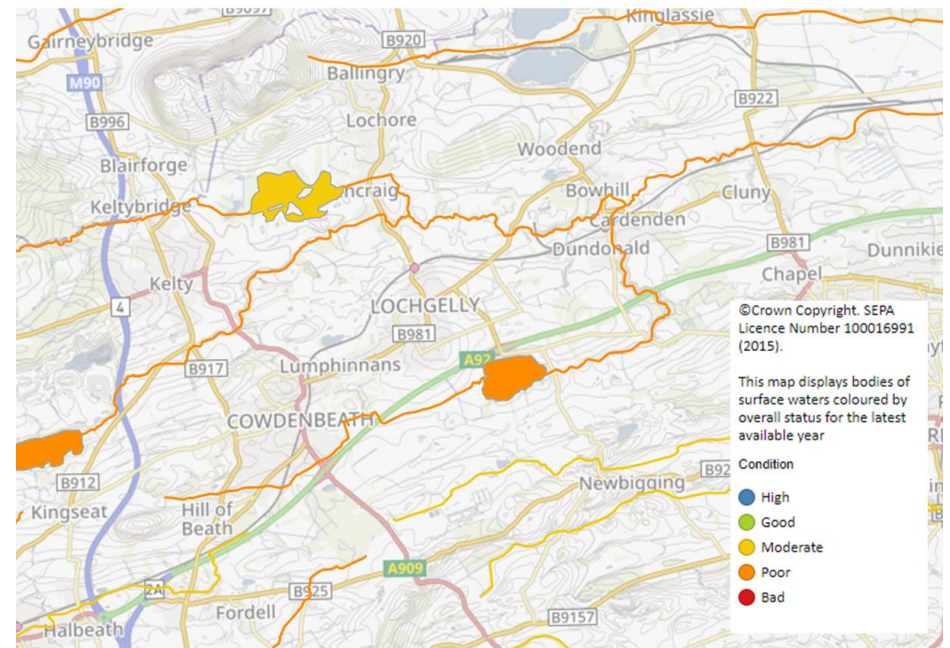 B9097
Kinglassie
Gairneybridge
B920
Ballingry
M90
B922
B996
Lochore
Woodend
Blairforge
ncraig
Bowhill
Cluny
Keltybridge
Cardenden
Dundonald
B981
Dunnikie
Kelty
Chapel
4
LOCHGELLY
B981
A92
B917
Lumphinnans
COWDENBEATH
B912
Newbigging
B92
Kingseat
Hill of
Beath
A909
2A
B925
Fordell
B9157
Halbeath
©Crown Copyright. SEPA
Licence Number 100016991
(2015).
This map displays bodies of
surface waters coloured by
overall status for the latest
available year
Condition
High
Good
Moderate
Poor
Bad